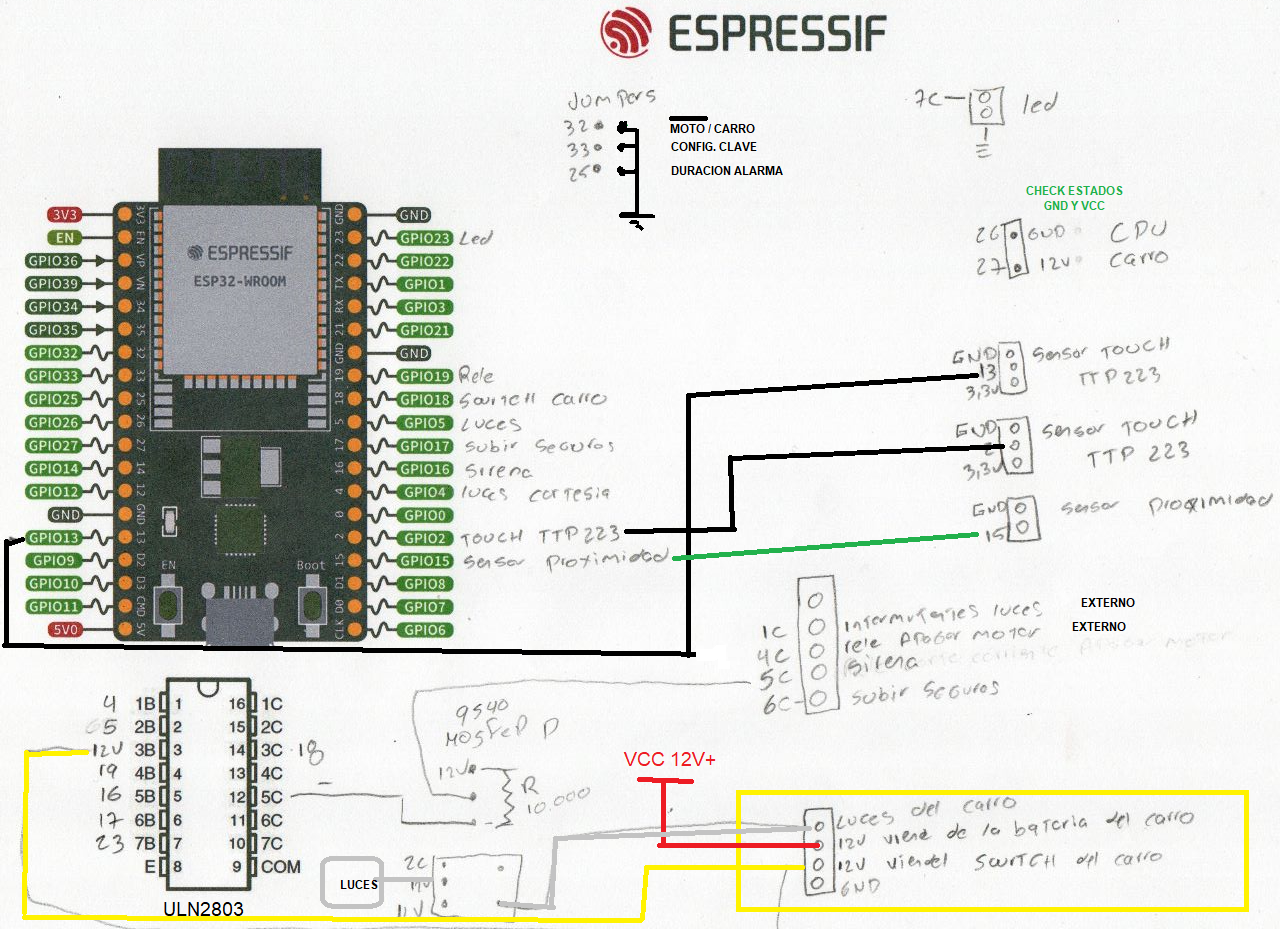 ESPRESSIF
Jumpers
32
33
25
MOTO / CARRO
CONFIG. CLAVE
DURACION ALARMA
7C
led
CHECK ESTADOS
GND Y VCC
26 GND CPU
27 12V carro
ESPRESSIF
ESP32-WROOM
3V3 3V3 GND GND
EN EN 23 GPIO23 Led
GPIO36 VP 22 GPIO22
GPIO39 VN TX GPIO1
GPIO34 34 RX GPIO3
GPIO35 35 21 GPIO21
GPIO32 32 GND GND
GPIO33 33 19 GPIO19 Rele
GPIO25 25 18 GPIO18 Souitch carro
GPIO26 26 5 GPIO5 Luces
GPIO27 27 17 GPIO17 subir seguros
GPIO14 14 16 GPIO16 sirena
GPIO12 12 4 GPIO4 luces cortesia
GND GND 0 GPIO0
GPIO13 13 2 GPIO2 TOUCH TTP223
GPIO9 D2 15 GPIO15 sensor proximidad
GPIO10 D3 D1 GPIO8
GPIO11 CMD D0 GPIO7
5V0 5V CLK GPIO6
EN
Boot
GND sensor TOUCH
13 TTP223
3,3v
GND sensor TOUCH
2 TTP 223
3,3v
GND sensor proximidad
15
1C intermitentes luces EXTERNO
4C rele Apagar motor EXTERNO
5C sirena
6C subir seguros
4 1B 1 16 1C
5 2B 2 15 2C
12V 3B 3 14 3C 18
19 4B 4 13 4C
16 5B 5 12 5C
17 6B 6 11 6C
23 7B 7 10 7C
E 8 9 COM
ULN2803
9540
MOSFED P
12V
R
10.000
VCC 12V+
2C
LUCES 12V
12V
Luces del carro
12V viene de la bateria del carro
12V vien del SWITCH del carro
GND